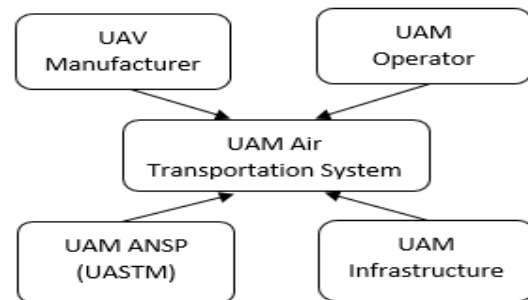 UAV
Manufacturer
UAM
Operator
UAM Air
Transportation System
UAM ANSP
(UASTM)
UAM
Infrastructure